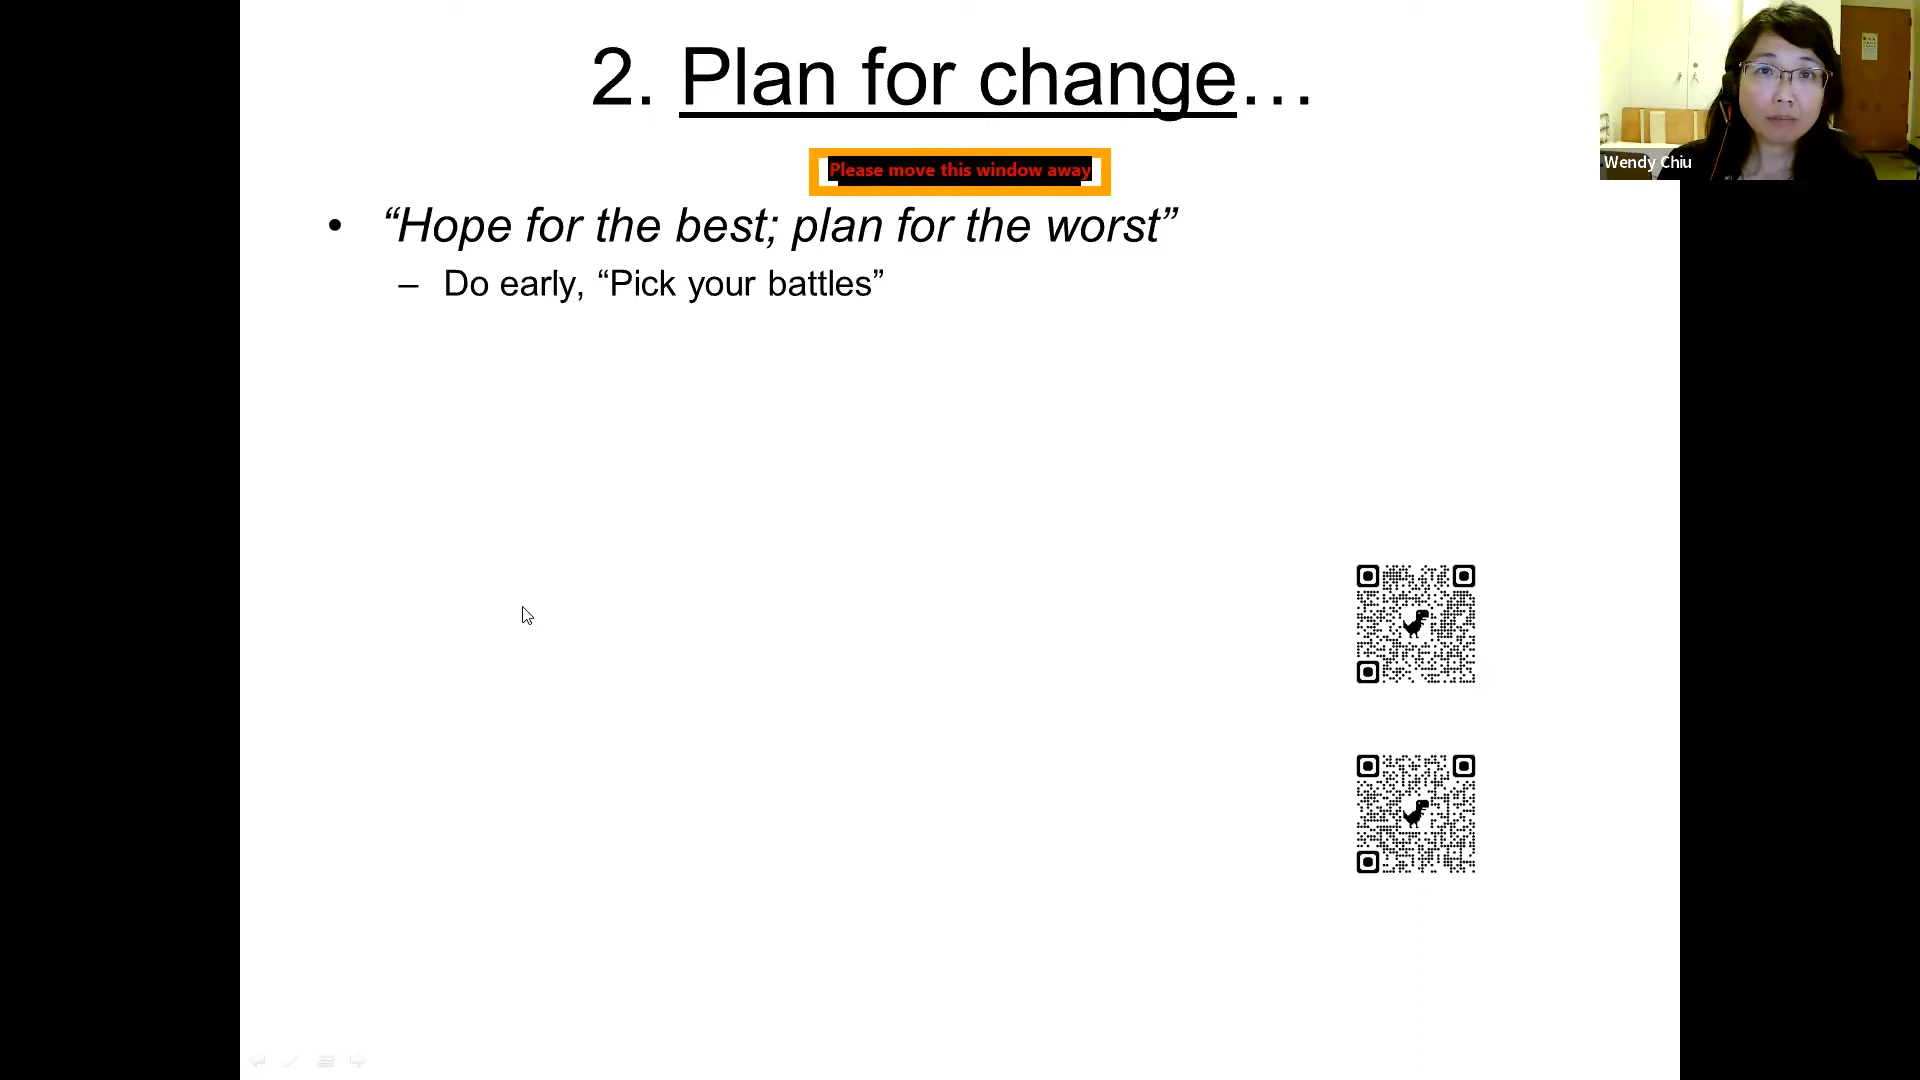 2. Plan for change…
Please move this window away
• “Hope for the best; plan for the worst”
– Do early, “Pick your battles”
Wendy Chiu